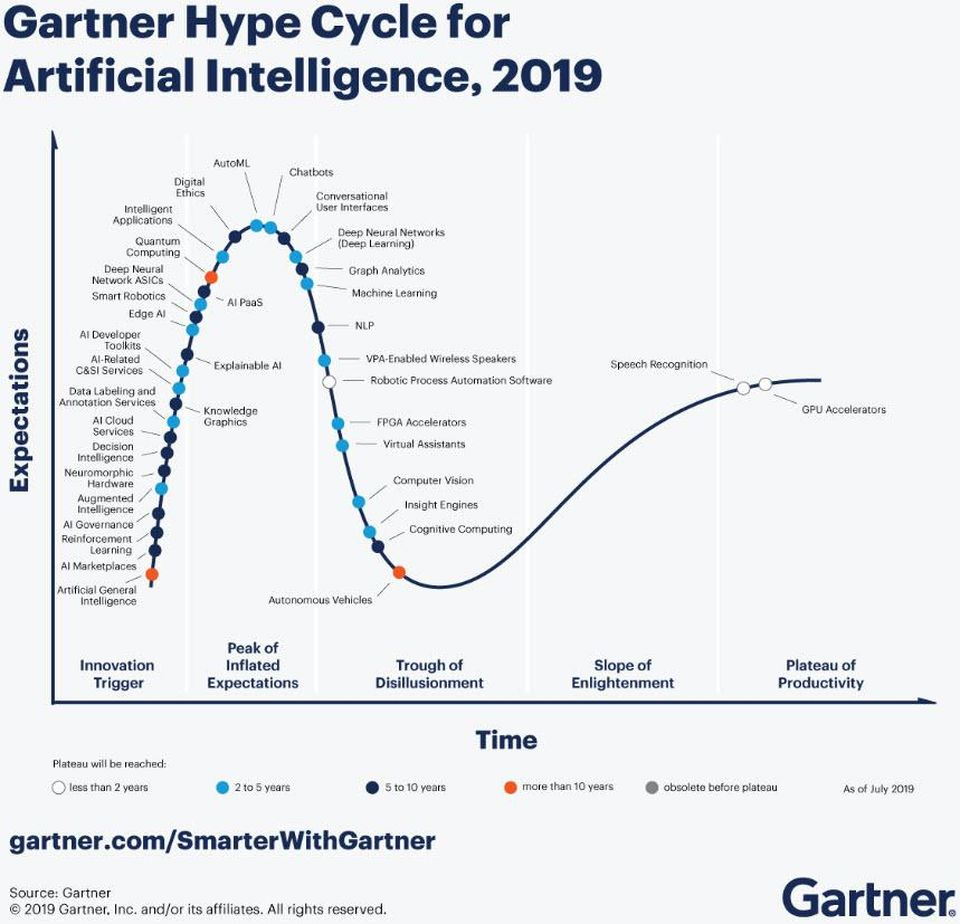 Gartner Hype Cycle for
Artificial Intelligence, 2019
Expectations
AutoML
Chatbots
Digital
Ethics
Conversational
User Interfaces
Intelligent
Applications
Deep Neural Networks
(Deep Learning)
Quantum
Computing
Graph Analytics
Deep Neural
Network ASICs
Machine Learning
Smart Robotics
AI PaaS
Edge AI
NLP
AI Developer
Toolkits
Explainable AI
VPA-Enabled Wireless Speakers
AI-Related
C&SI Services
Speech Recognition
Robotic Process Automation Software
Data Labeling and
Annotation Services
Knowledge
Graphics
GPU Accelerators
AI Cloud
Services
FPGA Accelerators
Decision
Intelligence
Virtual Assistants
Neuromorphic
Hardware
Computer Vision
Augmented
Intelligence
Insight Engines
AI Governance
Cognitive Computing
Reinforcement
Learning
AI Marketplaces
Artificial General
Intelligence
Autonomous Vehicles
Innovation
Trigger
Peak of
Inflated
Expectations
Trough of
Disillusionment
Slope of
Enlightenment
Plateau of
Productivity
Time
Plateau will be reached:
less than 2 years
2 to 5 years
5 to 10 years
more than 10 years
obsolete before plateau
As of July 2019
gartner.com/SmarterWithGartner
Source: Gartner
© 2019 Gartner, Inc. and/or its affiliates. All rights reserved.
Gartner®